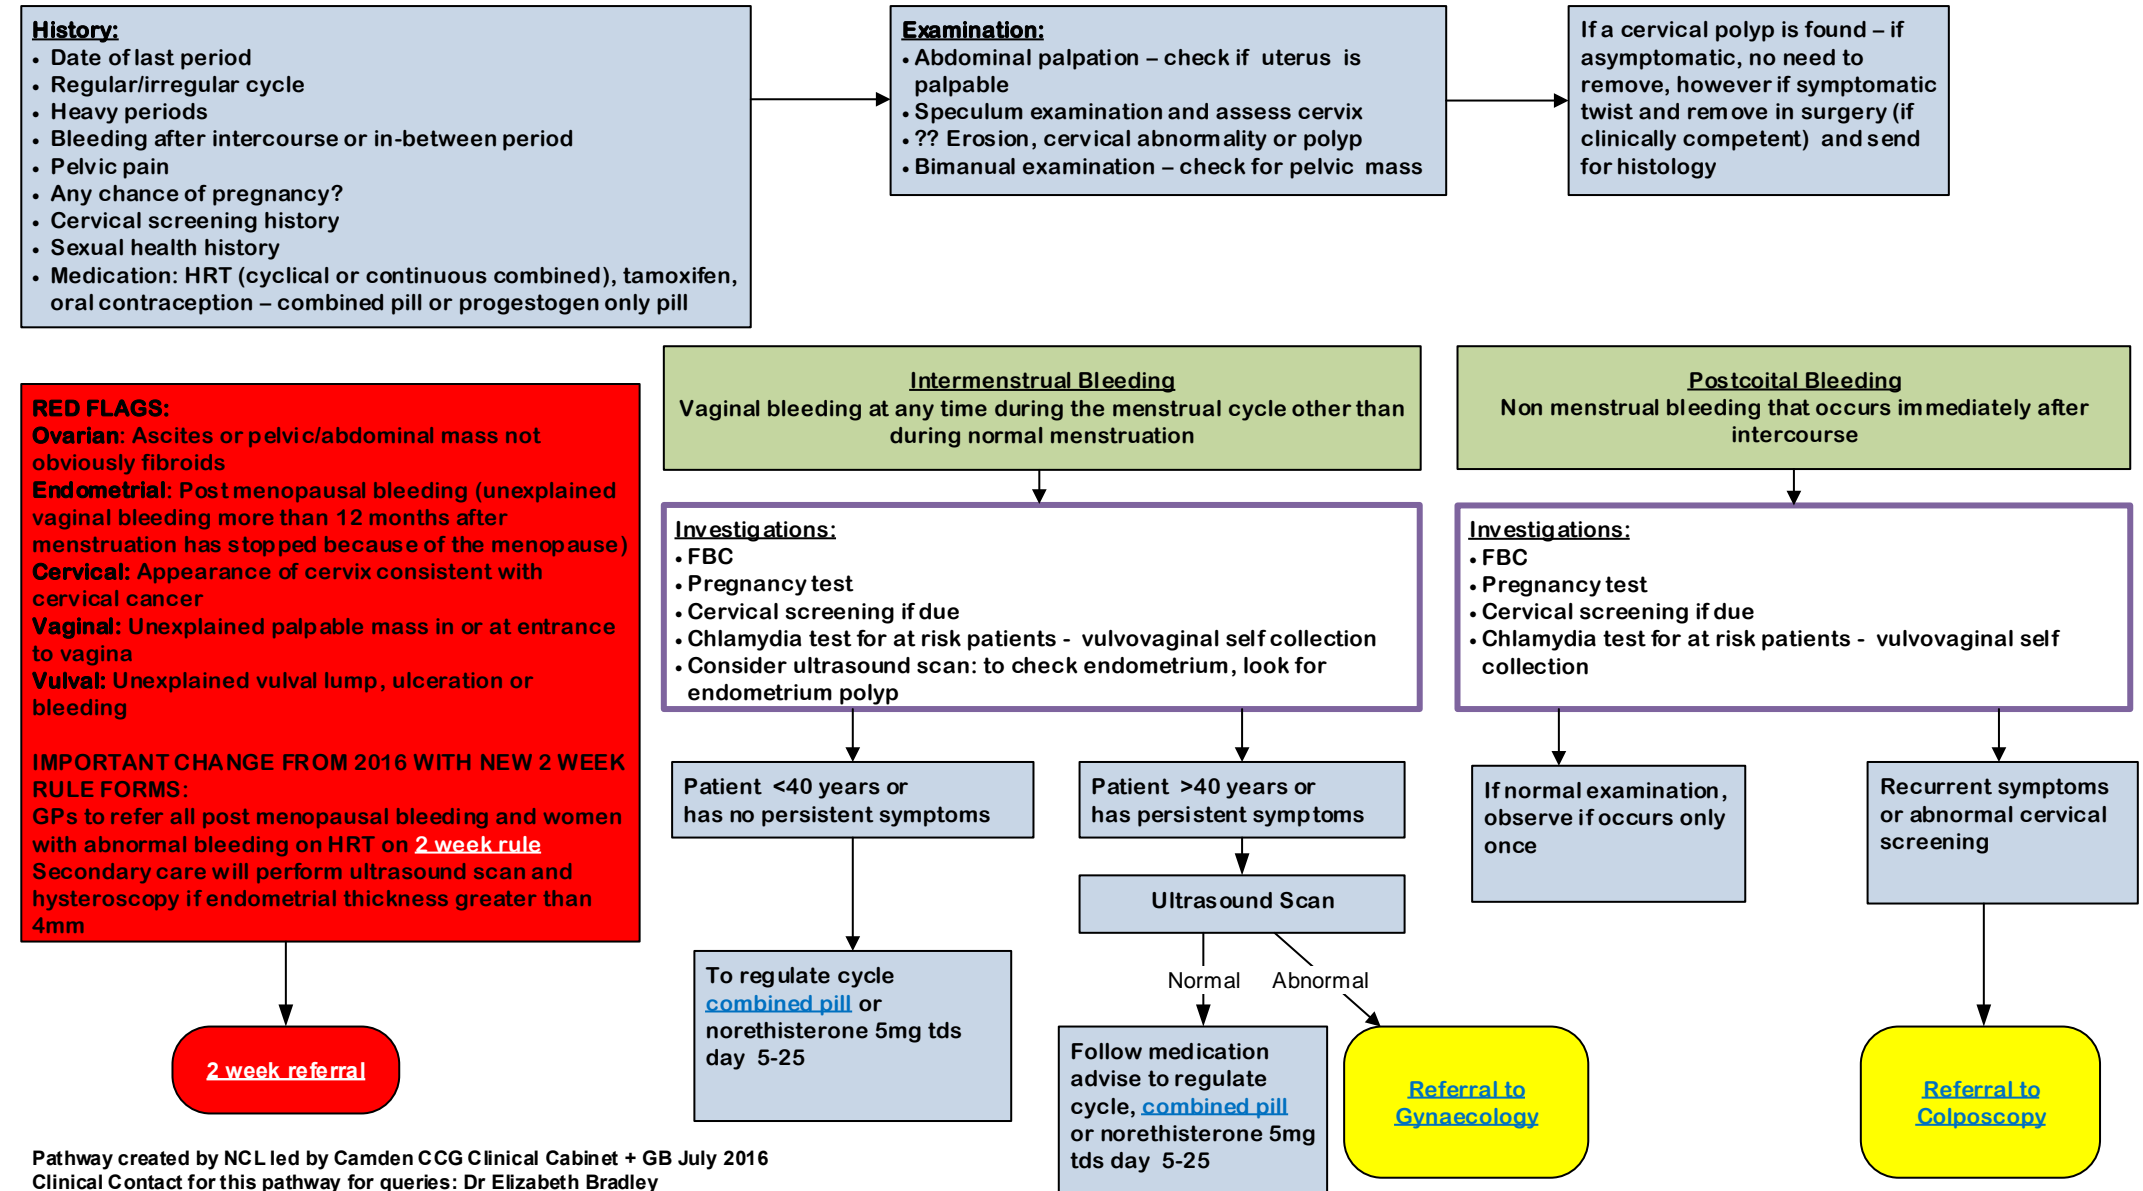 History:
• Date of last period
• Regular/irregular cycle
• Heavy periods
• Bleeding after intercourse or in-between period
• Pelvic pain
• Any chance of pregnancy?
• Cervical screening history
• Sexual health history
• Medication: HRT (cyclical or continuous combined), tamoxifen,
oral contraception – combined pill or progestogen only pill
Examination:
• Abdominal palpation – check if uterus is
palpable
• Speculum examination and assess cervix
• ?? Erosion, cervical abnormality or polyp
• Bimanual examination – check for pelvic mass
If a cervical polyp is found – if
asymptomatic, no need to
remove, however if symptomatic
twist and remove in surgery (if
clinically competent) and send
for histology
RED FLAGS:
Ovarian: Ascites or pelvic/abdominal mass not
obviously fibroids
Endometrial: Post menopausal bleeding (unexplained
vaginal bleeding more than 12 months after
menstruation has stopped because of the menopause)
Cervical: Appearance of cervix consistent with
cervical cancer
Vaginal: Unexplained palpable mass in or at entrance
to vagina
Vulval: Unexplained vulval lump, ulceration or
bleeding
IMPORTANT CHANGE FROM 2016 WITH NEW 2 WEEK
RULE FORMS:
GPs to refer all post menopausal bleeding and women
with abnormal bleeding on HRT on 2 week rule
Secondary care will perform ultrasound scan and
hysteroscopy if endometrial thickness greater than
4mm
2 week referral
Intermenstrual Bleeding
Vaginal bleeding at any time during the menstrual cycle other than
during normal menstruation
Investigations:
• FBC
• Pregnancy test
• Cervical screening if due
• Chlamydia test for at risk patients - vulvovaginal self collection
• Consider ultrasound scan: to check endometrium, look for
endometrium polyp
Patient <40 years or
has no persistent symptoms
To regulate cycle
combined pill or
norethisterone 5mg tds
day 5-25
Patient >40 years or
has persistent symptoms
Ultrasound Scan
Normal
Abnormal
Follow medication
advise to regulate
cycle, combined pill
or norethisterone 5mg
tds day 5-25
Referral to
Gynaecology
Postcoital Bleeding
Non menstrual bleeding that occurs immediately after
intercourse
Investigations:
• FBC
• Pregnancy test
• Cervical screening if due
• Chlamydia test for at risk patients - vulvovaginal self
collection
If normal examination,
observe if occurs only
once
Recurrent symptoms
or abnormal cervical
screening
Referral to
Colposcopy
Pathway created by NCL led by Camden CCG Clinical Cabinet + GB July 2016
Clinical Contact for this pathway for queries: Dr Elizabeth Bradley